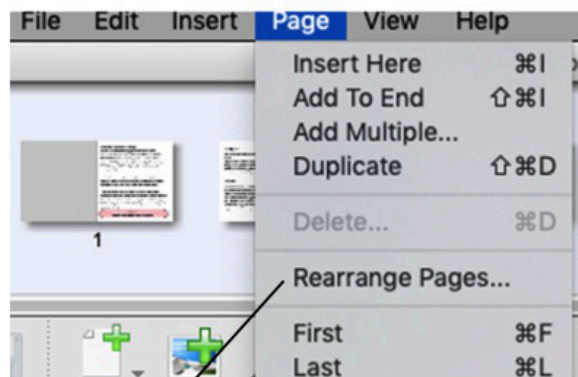 File Edit Insert Page View Help
Insert Here ⌘I
Add To End ⇧⌘I
Add Multiple...
Duplicate ⇧⌘D
Delete... ⌘D
1
Rearrange Pages...
First ⌘F
Last ⌘L